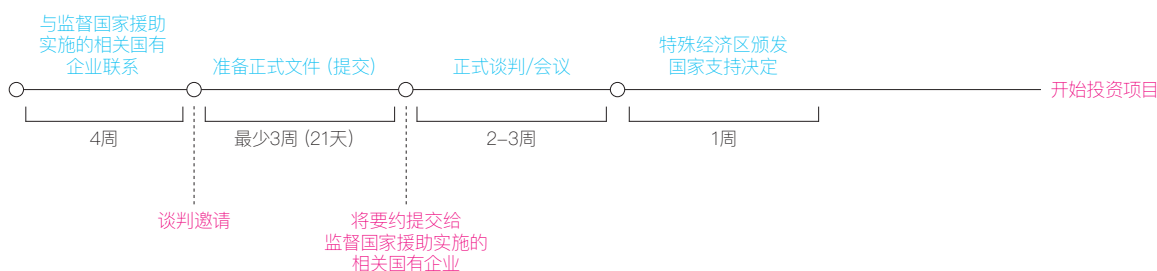 与监督国家援助
实施的相关国有
企业联系
准备正式文件 (提交)
正式谈判/会议
特殊经济区颁发
国家支持决定
开始投资项目
4周
最少3周 (21天)
2–3周
1周
谈判邀请
将要约提交给
监督国家援助实施的
相关国有企业